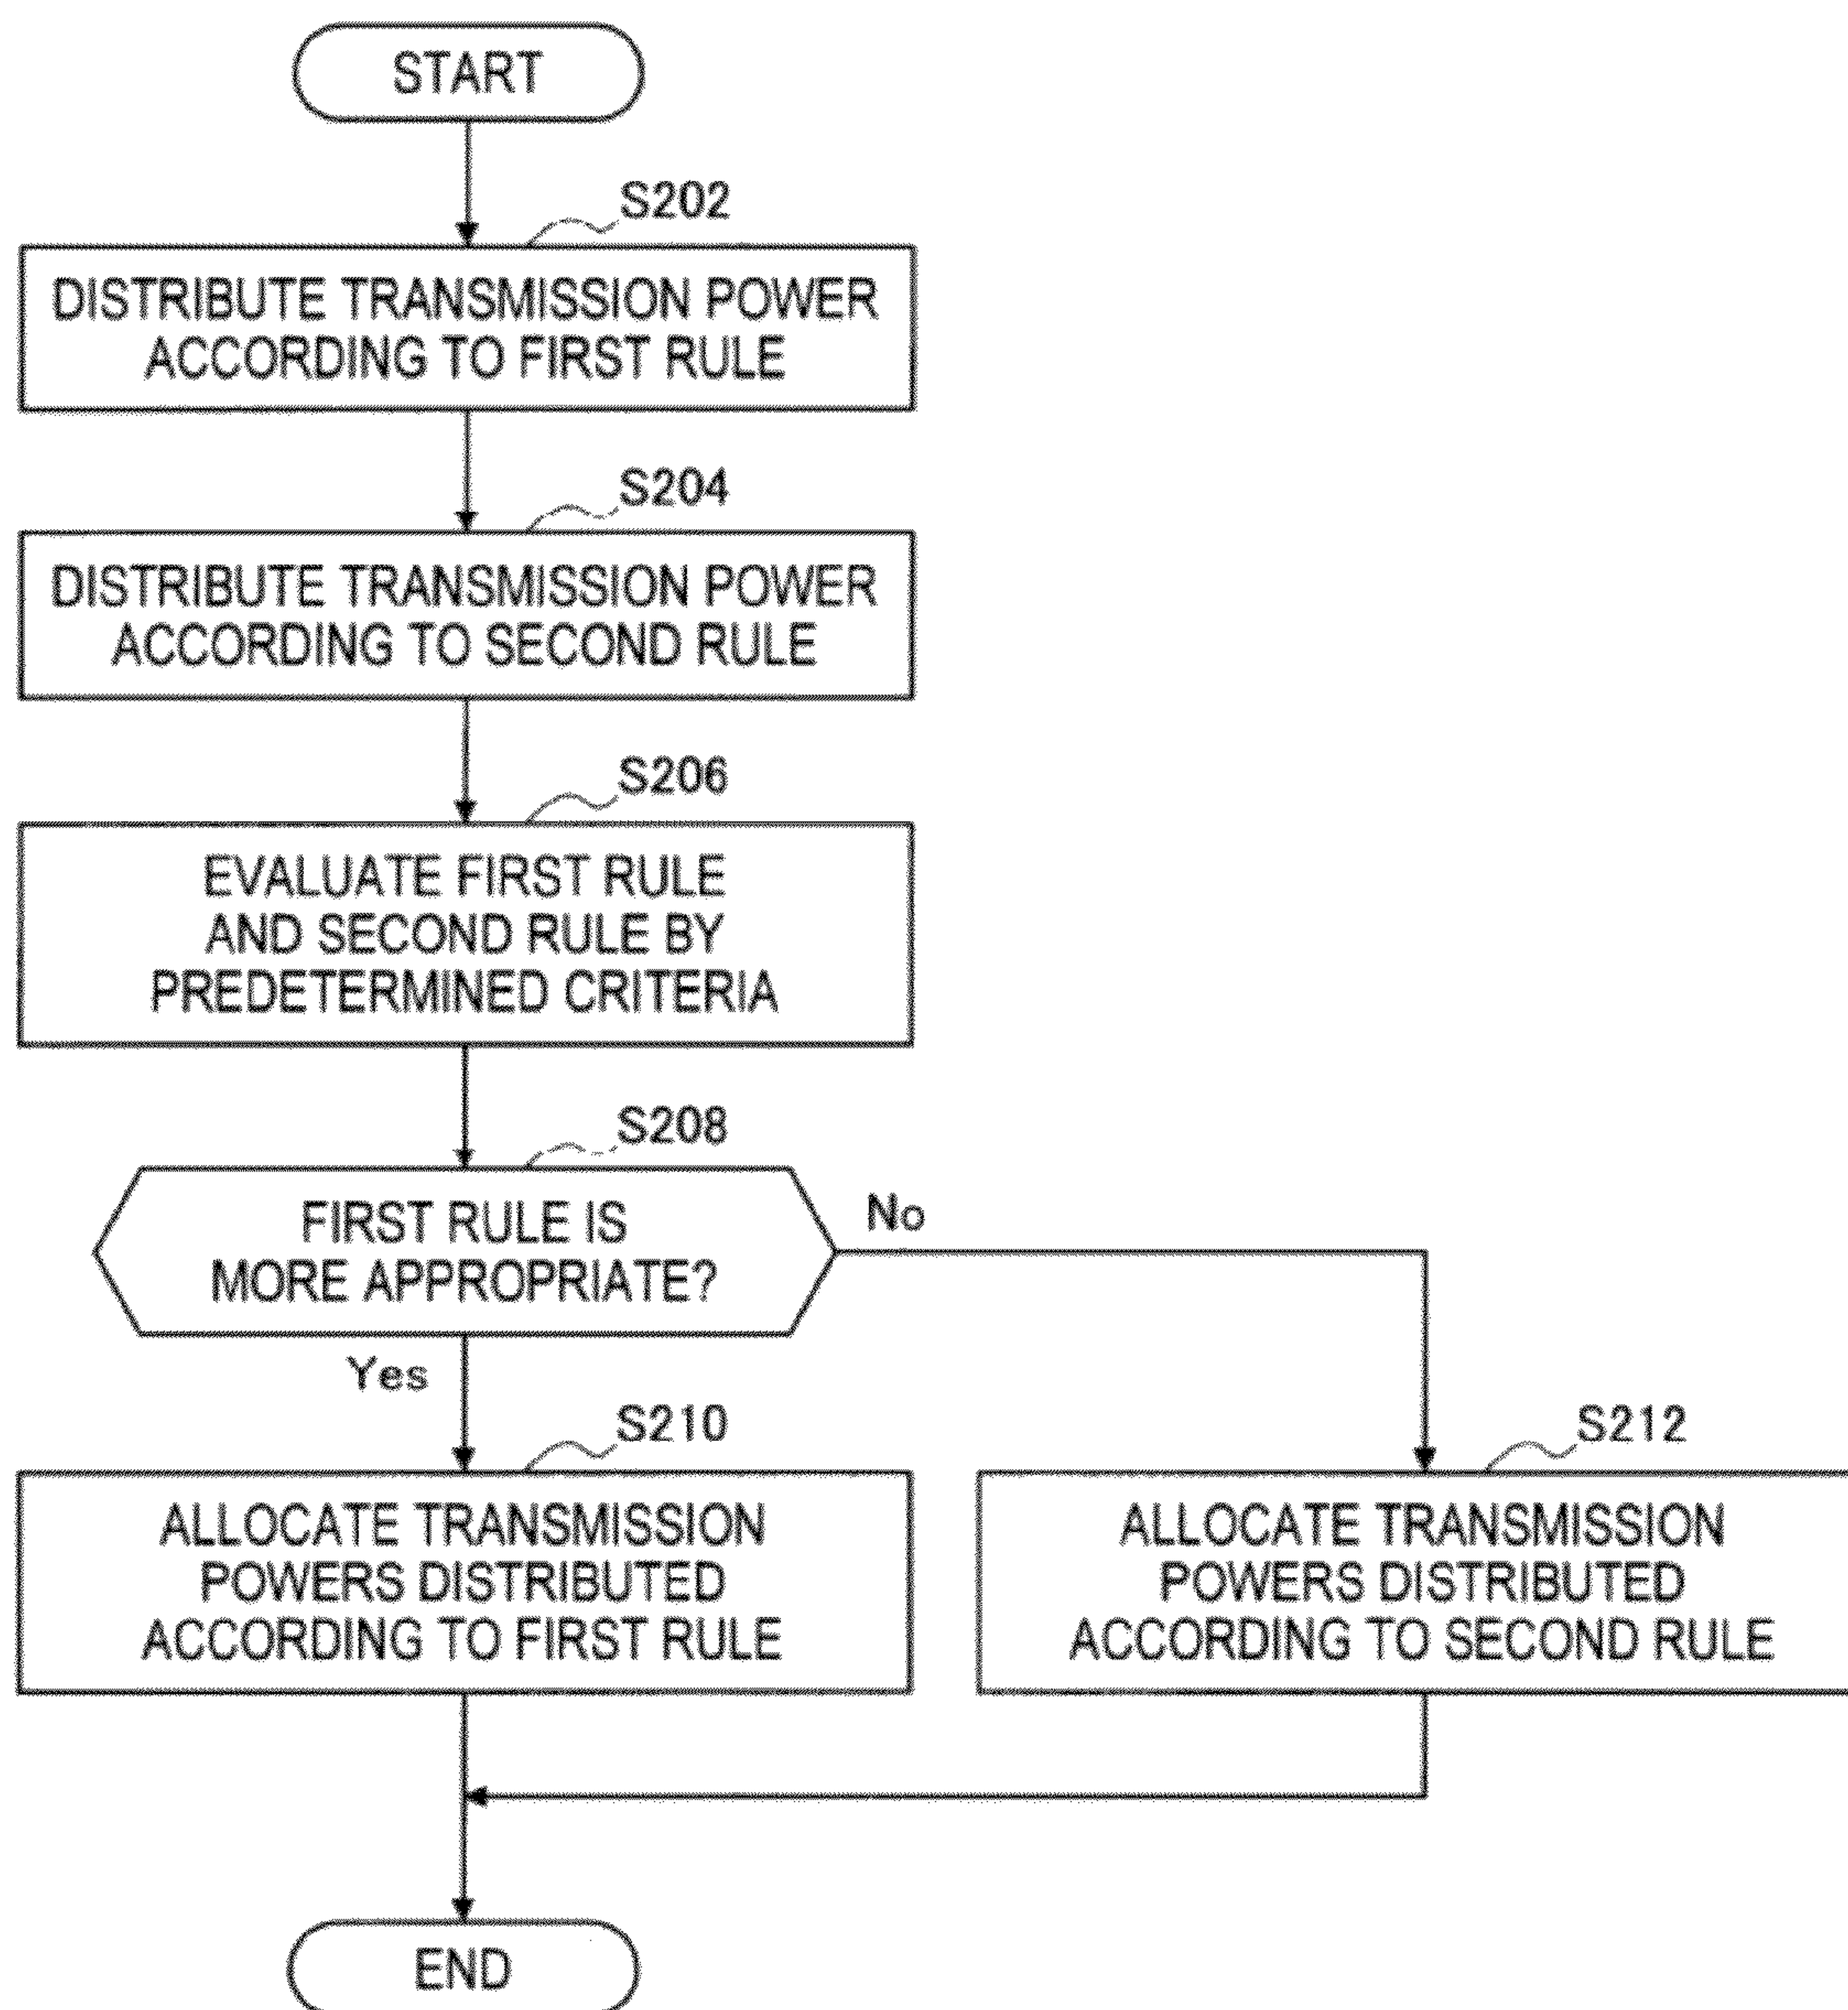 START
S202
DISTRIBUTE TRANSMISSION POWER
ACCORDING TO FIRST RULE
S204
DISTRIBUTE TRANSMISSION POWER
ACCORDING TO SECOND RULE
S206
EVALUATE FIRST RULE
AND SECOND RULE BY
PREDETERMINED CRITERIA
S208
FIRST RULE IS
MORE APPROPRIATE?
No
Yes
S210
ALLOCATE TRANSMISSION
POWERS DISTRIBUTED
ACCORDING TO FIRST RULE
S212
ALLOCATE TRANSMISSION
POWERS DISTRIBUTED
ACCORDING TO SECOND RULE
END